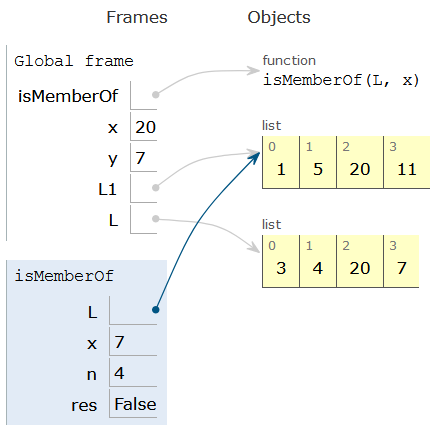 Frames Objects
Global frame
isMemberOf
x 20
y 7
L1
L
function
isMemberOf(L, x)
list
0 1 2 3
1 5 20 11
list
0 1 2 3
3 4 20 7
isMemberOf
L
x 7
n 4
res False